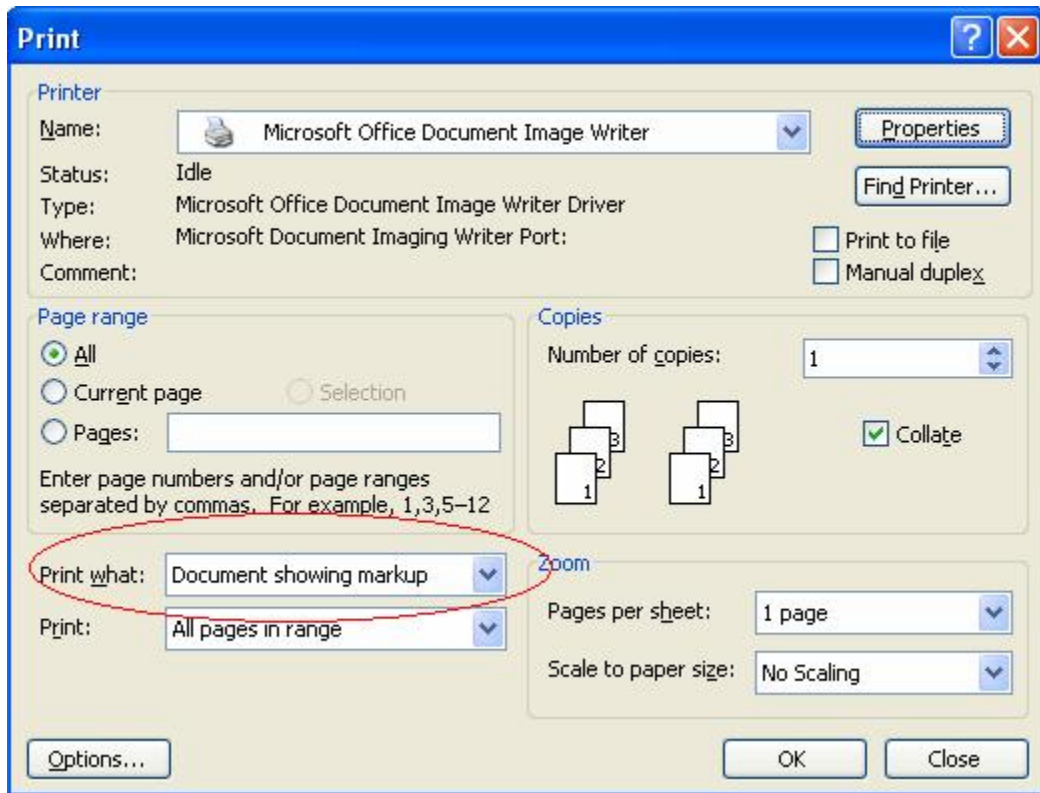 Print
Printer
Name: Microsoft Office Document Image Writer Properties
Status: Idle Find Printer...
Type: Microsoft Office Document Image Writer Driver
Where: Microsoft Document Imaging Writer Port: Print to file
Comment: Manual duplex
Page range
All
Current page Selection
Pages:
Enter page numbers and/or page ranges
separated by commas. For example, 1,3,5–12
Copies
Number of copies: 1
3 3
2 2
1 1
Collate
Print what: Document showing markup
Print: All pages in range
Zoom
Pages per sheet: 1 page
Scale to paper size: No Scaling
Options... OK Close